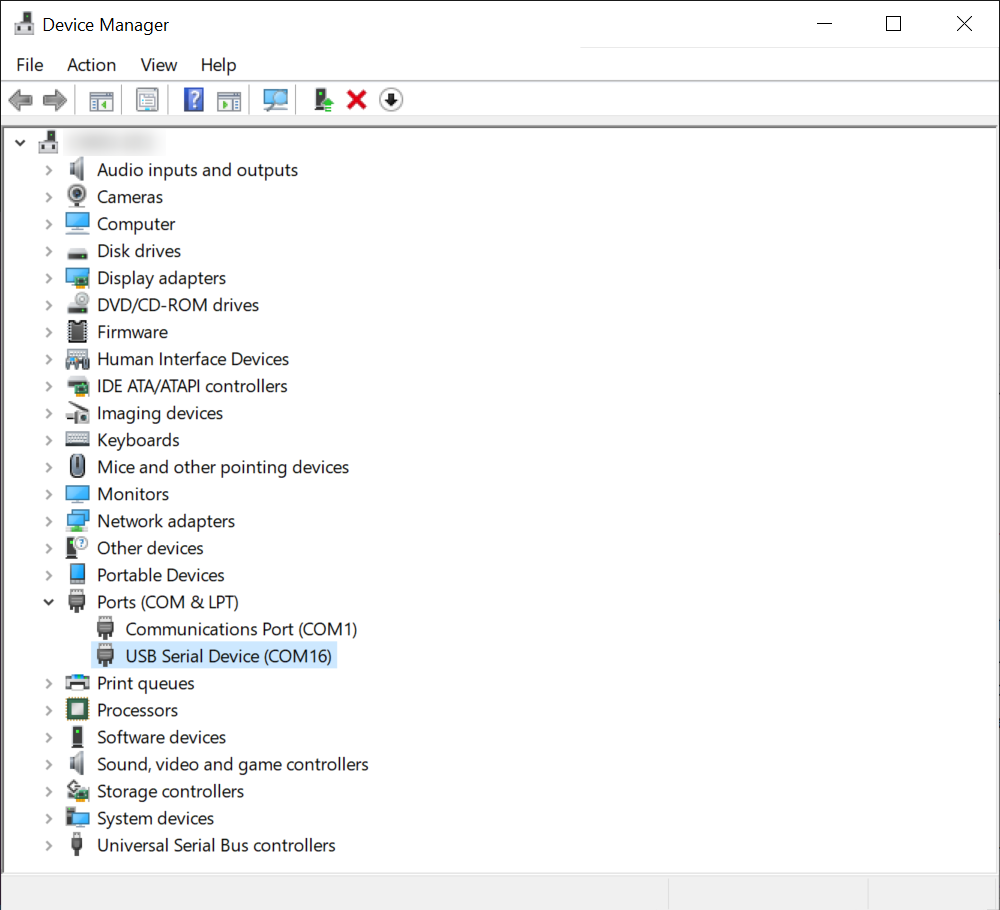 Device Manager
File Action View Help
Audio inputs and outputs
Cameras
Computer
Disk drives
Display adapters
DVD/CD-ROM drives
Firmware
Human Interface Devices
IDE ATA/ATAPI controllers
Imaging devices
Keyboards
Mice and other pointing devices
Monitors
Network adapters
Other devices
Portable Devices
Ports (COM & LPT)
Communications Port (COM1)
USB Serial Device (COM16)
Print queues
Processors
Software devices
Sound, video and game controllers
Storage controllers
System devices
Universal Serial Bus controllers